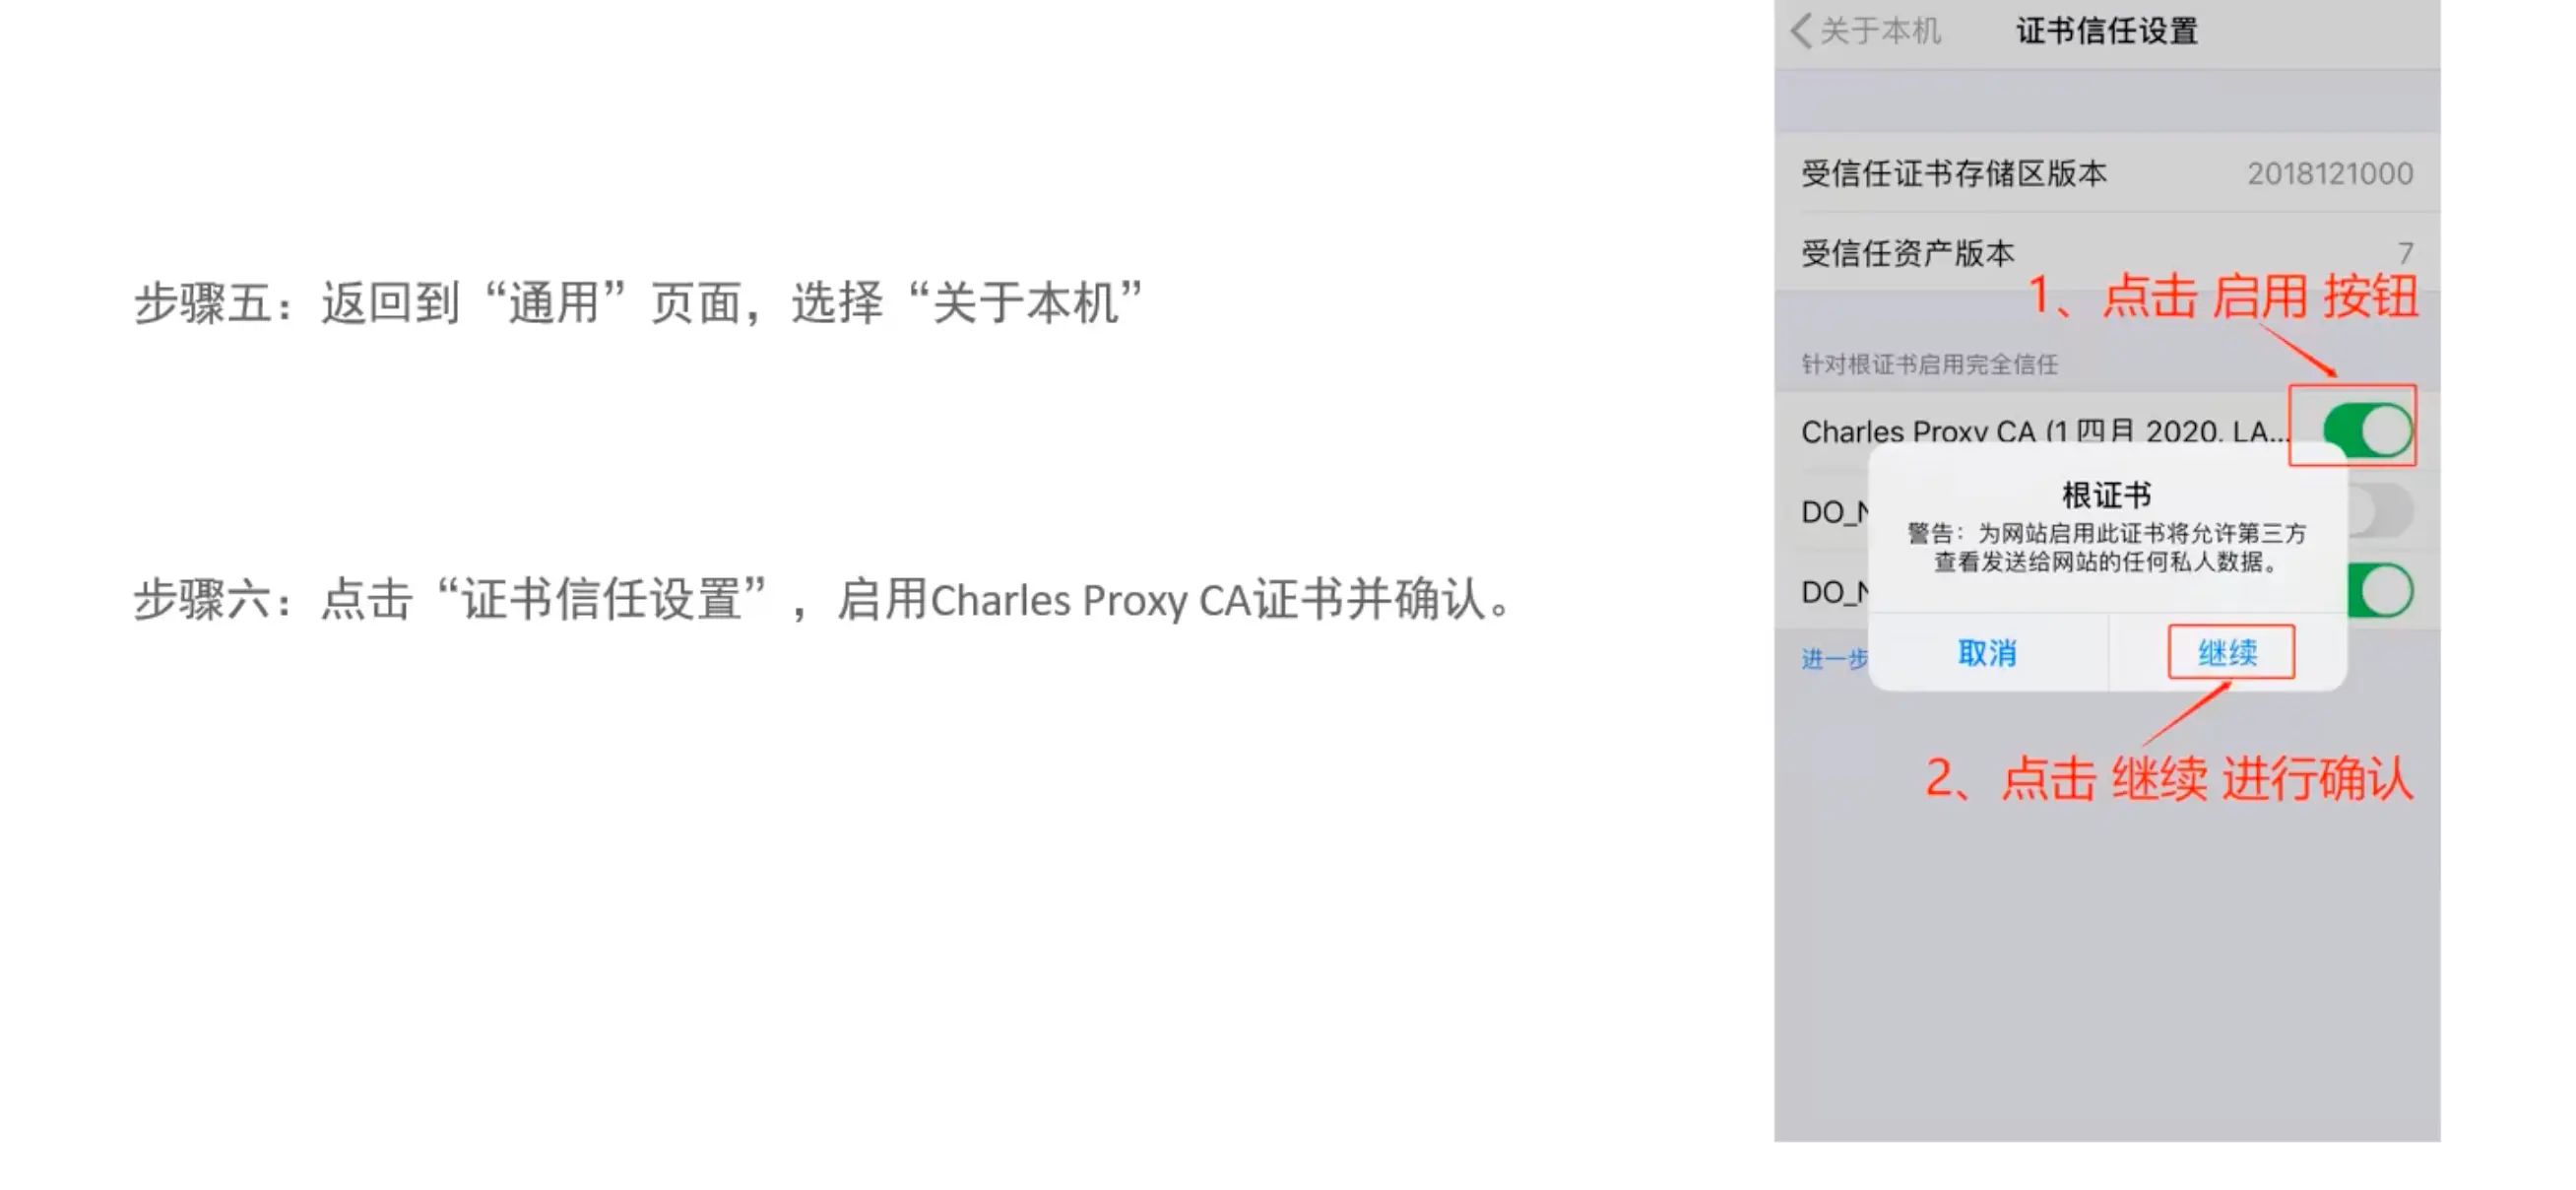 步骤五：返回到“通用”页面，选择“关于本机”
步骤六：点击“证书信任设置”，启用Charles Proxy CA证书并确认。
关于本机 证书信任设置
受信任证书存储区版本 2018121000
受信任资产版本 7
1、点击 启用 按钮
针对根证书启用完全信任
Charles Proxy CA (1 四月 2020, LA...
根证书
DO_N
警告：为网站启用此证书将允许第三方
查看发送给网站的任何私人数据。
DO_N
进一步
取消 继续
2、点击 继续 进行确认